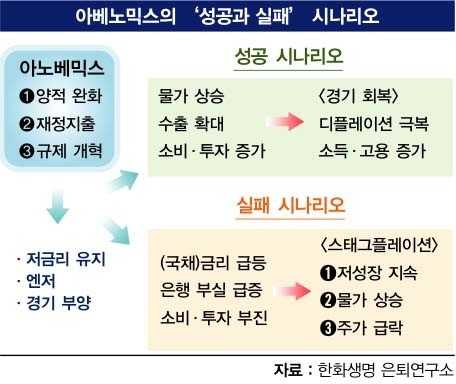 아베노믹스의 ‘성공과 실패’ 시나리오
아노베믹스
❶양적 완화
❷재정지출
❸규제 개혁
· 저금리 유지
· 엔저
· 경기 부양
성공 시나리오
물가 상승
수출 확대
소비·투자 증가
〈경기 회복〉
디플레이션 극복
소득·고용 증가
실패 시나리오
(국채)금리 급등
은행 부실 급증
소비·투자 부진
〈스태그플레이션〉
❶저성장 지속
❷물가 상승
❸주가 급락
자료 : 한화생명 은퇴연구소